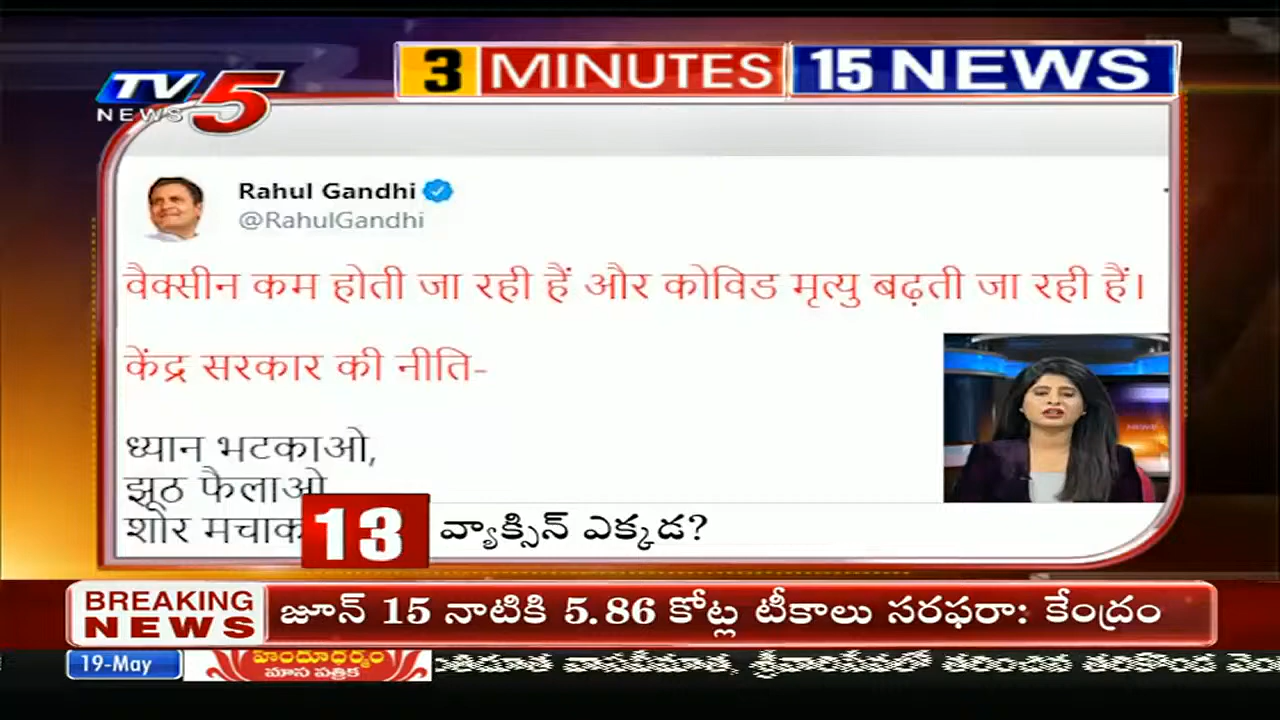 3 MINUTES 15 NEWS
TV5
NEWS
Rahul Gandhi
@RahulGandhi
वैक्सीन कम होती जा रही हैं और कोविड मृत्यु बढ़ती जा रही हैं।
केंद्र सरकार की नीति-
ध्यान भटकाओ,
झूठ फैलाओ
शोर मचाक
13 వ్యాక్సిన్ ఎక్కడ?
BREAKING NEWS
జూన్ 15 నాటికి 5.86 కోట్ల టీకాలు సరఫరా: కేంద్రం
19-May
హిందూధర్మం
మాస పత్రిక